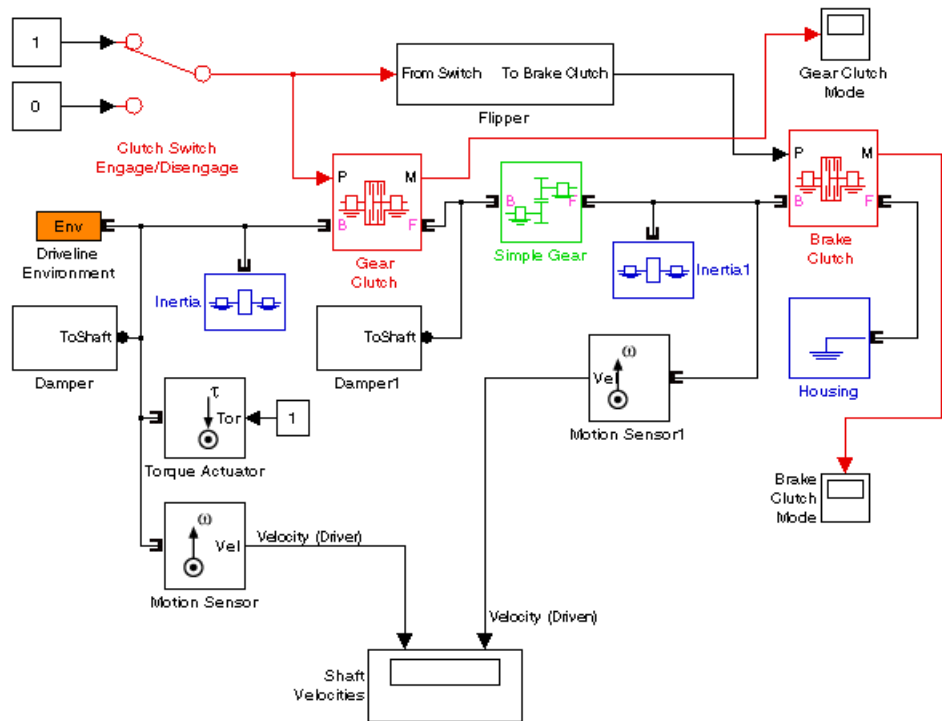 1
From Switch To Brake Clutch
Flipper
Gear Clutch
Mode
0
Clutch Switch
Engage/Disengage
P M
B F
Gear
Clutch
B F
Simple Gear
P M
B F
Brake
Clutch
Env
Driveline
Environment
Inertia
Inertia1
ToShaft
Damper
ToShaft
Damper1
ω
Vel
Motion Sensor1
Housing
τ
Tor
1
Torque Actuator
Brake
Clutch
Mode
ω
Vel
Motion Sensor
Velocity (Driver)
Velocity (Driven)
Shaft
Velocities